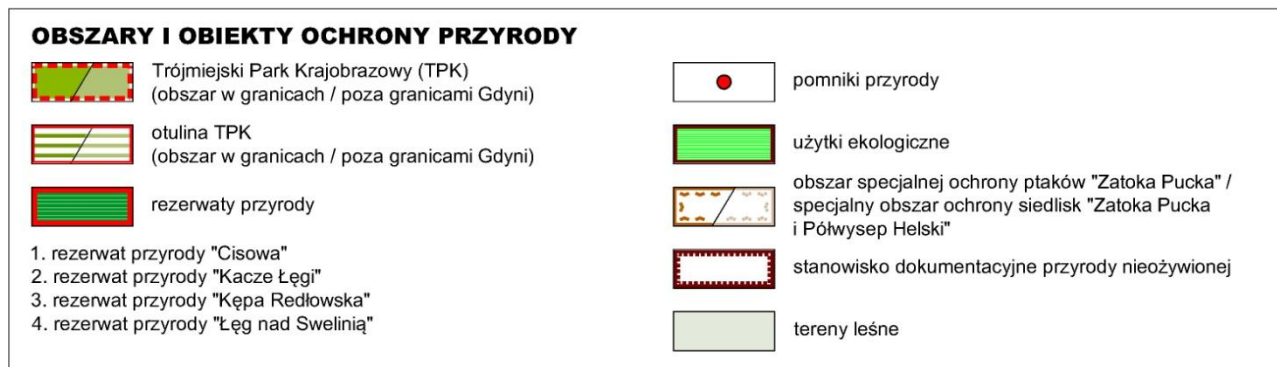 OBSZARY I OBIEKTY OCHRONY PRZYRODY
Trójmiejski Park Krajobrazowy (TPK)
(obszar w granicach / poza granicami Gdyni)
otulina TPK
(obszar w granicach / poza granicami Gdyni)
rezerwaty przyrody
1. rezerwat przyrody "Cisowa"
2. rezerwat przyrody "Kacze Łęgi"
3. rezerwat przyrody "Kępa Redłowska"
4. rezerwat przyrody "Łęg nad Swelinią"
pomniki przyrody
użytki ekologiczne
obszar specjalnej ochrony ptaków "Zatoka Pucka" /
specjalny obszar ochrony siedlisk "Zatoka Pucka
i Półwysep Helski"
stanowisko dokumentacyjne przyrody nieożywionej
tereny leśne